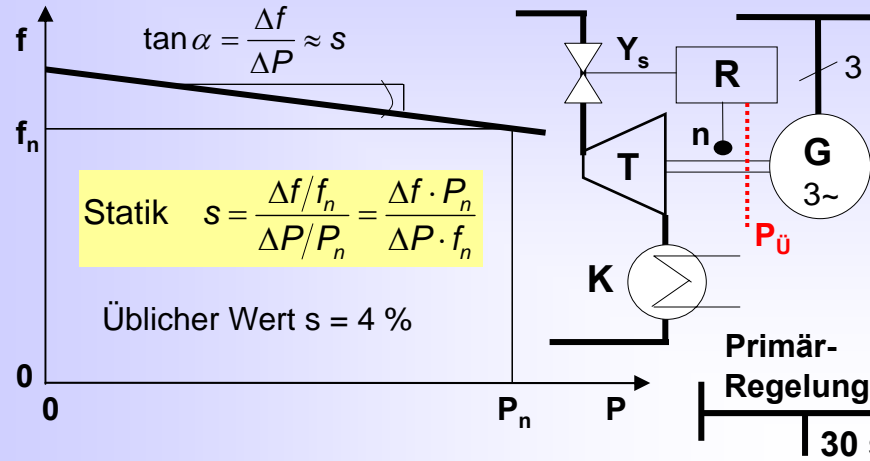 f
tan α = Δf/ΔP ≈ s
f_n
Statik s = (Δf/f_n)/(ΔP/P_n) = (Δf · P_n)/(ΔP · f_n)
Üblicher Wert s = 4 %
0
0
P_n
P
Y_s
R
3
n
T
G
3~
P_Ü
K
Primär-
Regelung
30